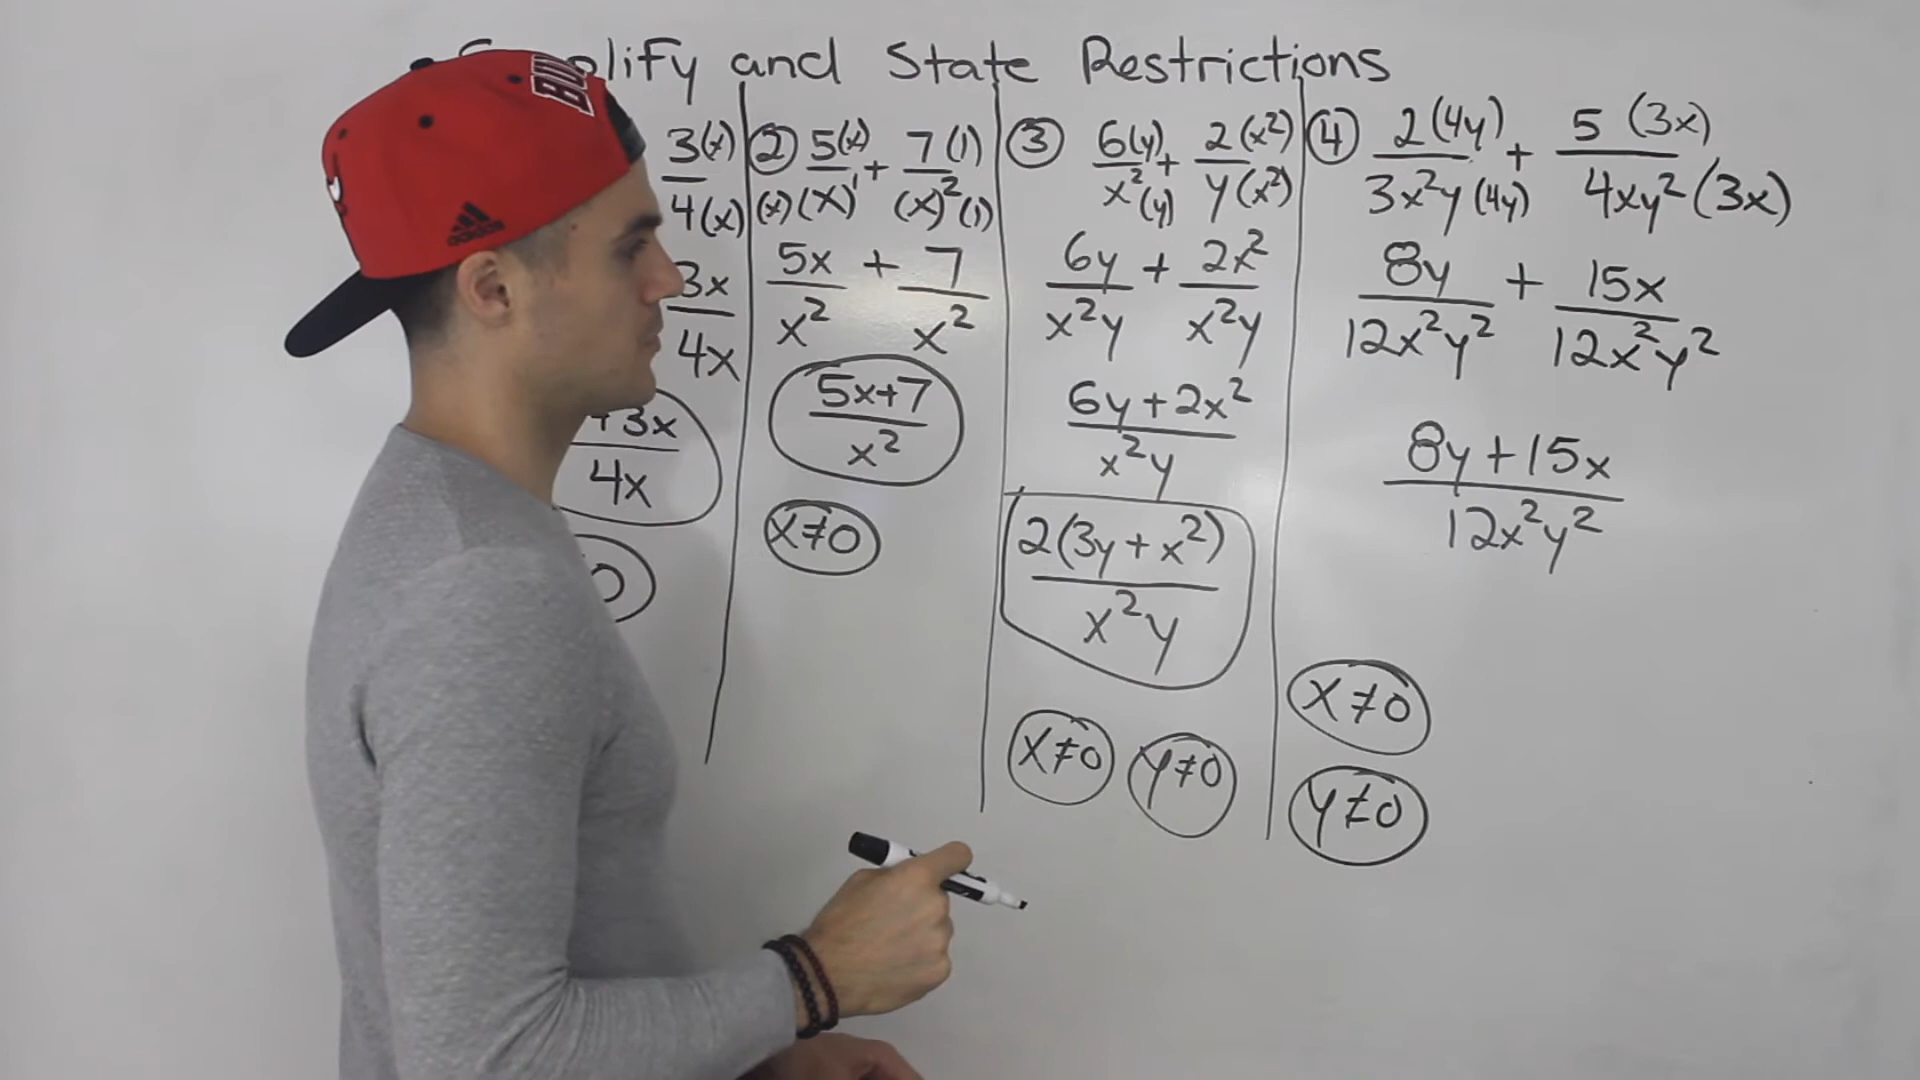 and State Restrictions
3(x)
4(x)
3x
4x
+3x
4x
0
② 5(x) + 7(1)
(x)(x)¹ (x)²(1)
5x + 7
x² x²
5x+7
x²
x≠0
③ 6(y) + 2(x²)
x²(y) y(x²)
6y + 2x²
x²y x²y
6y+2x²
x²y
2(3y+x²)
x²y
x≠0 y≠0
④ 2(4y) + 5(3x)
3x²y(4y) 4xy²(3x)
8y + 15x
12x²y² 12x²y²
8y+15x
12x²y²
x≠0
y≠0
adidas